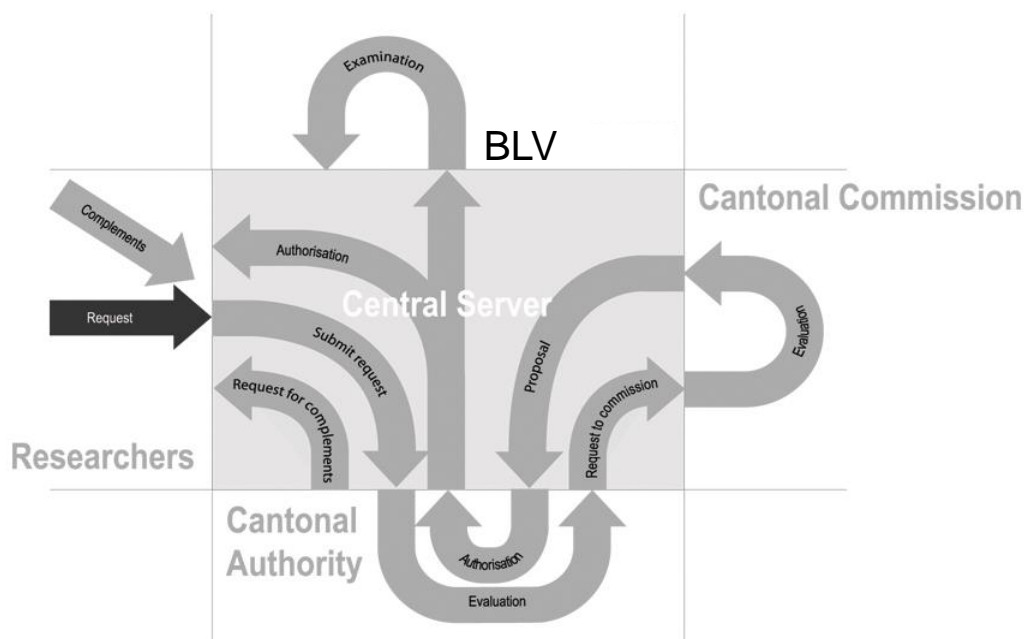 Examination
BLV
Cantonal Commission
Complements
Authorisation
Central Server
Request
Submit request
Evaluation
Proposal
Request for complements
Request to commission
Researchers
Cantonal
Authority
Authorisation
Evaluation